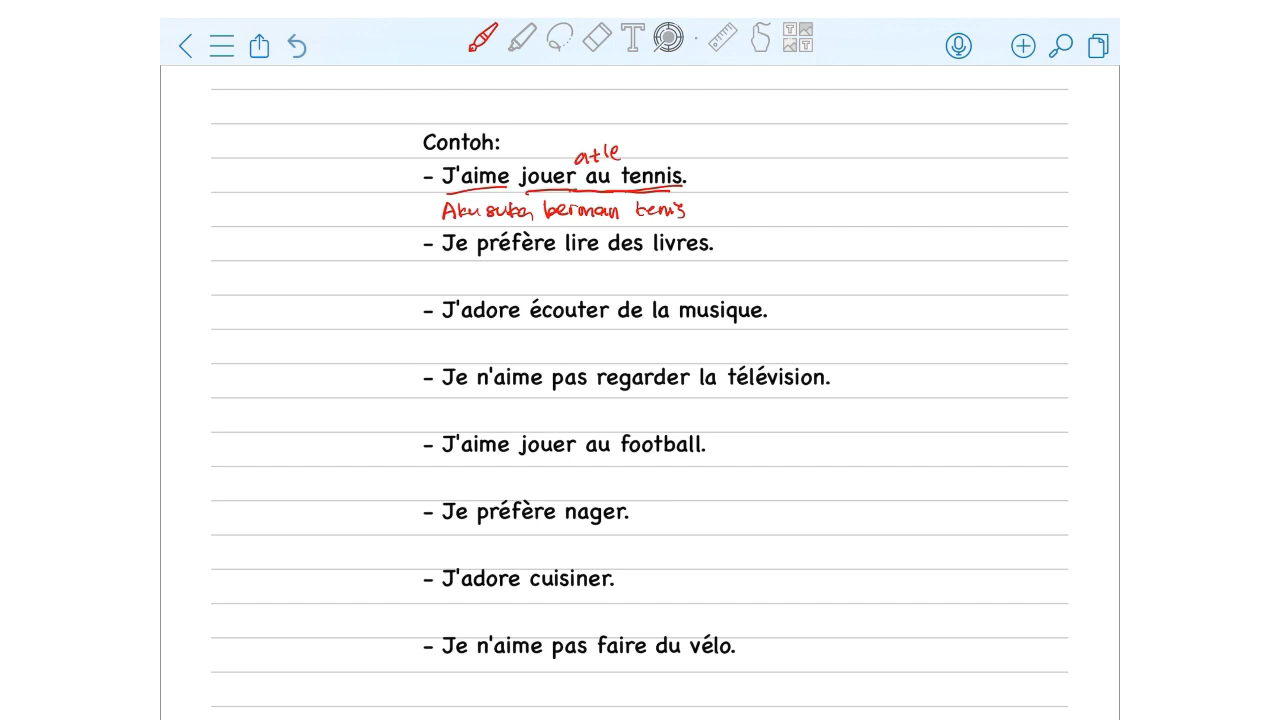 Contoh:
a+le
- J'aime jouer au tennis.
Aku suka berman tenis
- Je préfère lire des livres.
- J'adore écouter de la musique.
- Je n'aime pas regarder la télévision.
- J'aime jouer au football.
- Je préfère nager.
- J'adore cuisiner.
- Je n'aime pas faire du vélo.